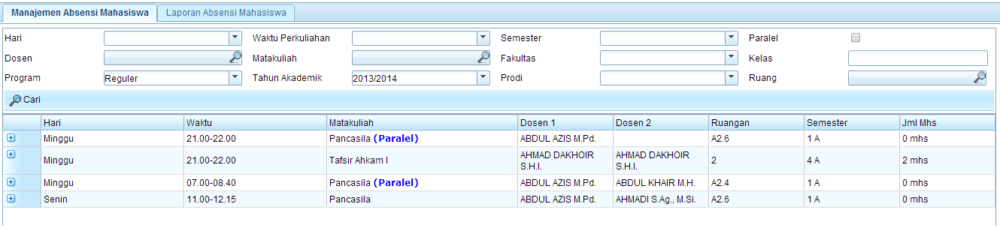 Manajemen Absensi Mahasiswa Laporan Absensi Mahasiswa
Hari Waktu Perkuliahan Semester Paralel
Dosen Matakuliah Fakultas Kelas
Program Reguler Tahun Akademik 2013/2014 Prodi Ruang
Cari
Hari Waktu Matakuliah Dosen 1 Dosen 2 Ruangan Semester Jml Mhs
Minggu 21.00-22.00 Pancasila (Paralel) ABDUL AZIS M.Pd. A2.6 1 A 0 mhs
Minggu 21.00-22.00 Tafsir Ahkam I AHMAD DAKHOIR S.H.I. AHMAD DAKHOIR S.H.I. 2 4 A 2 mhs
Minggu 07.00-08.40 Pancasila (Paralel) ABDUL AZIS M.Pd. ABDUL KHAIR M.H. A2.4 1 A 0 mhs
Senin 11.00-12.15 Pancasila ABDUL AZIS M.Pd. AHMADI S.Ag., M.Si. A2.6 1 A 0 mhs